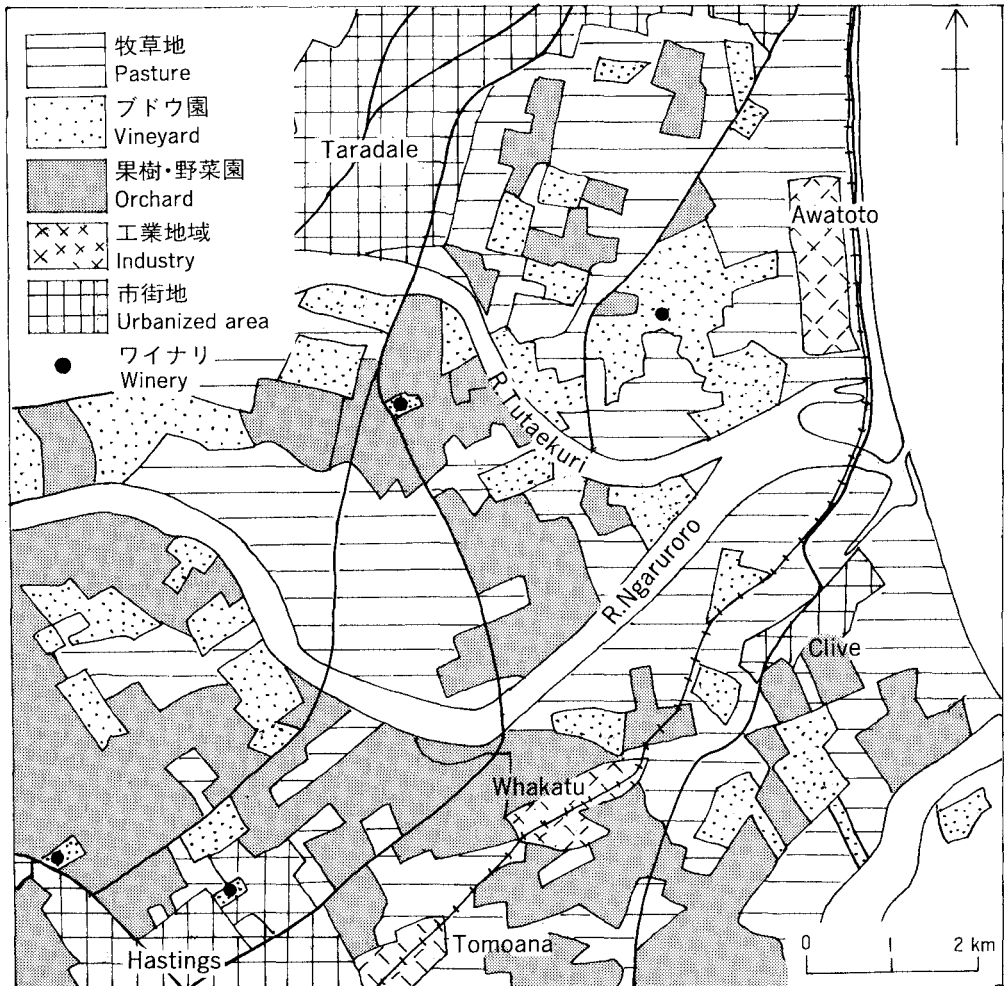 牧草地
Pasture
ブドウ園
Vineyard
果樹・野菜園
Orchard
工業地域
Industry
市街地
Urbanized area
ワイナリ
Winery
Taradale
Awatoto
R.Tutaekuri
R.Ngaruroro
Clive
Whakatu
Tomoana
Hastings
0 1 2 km